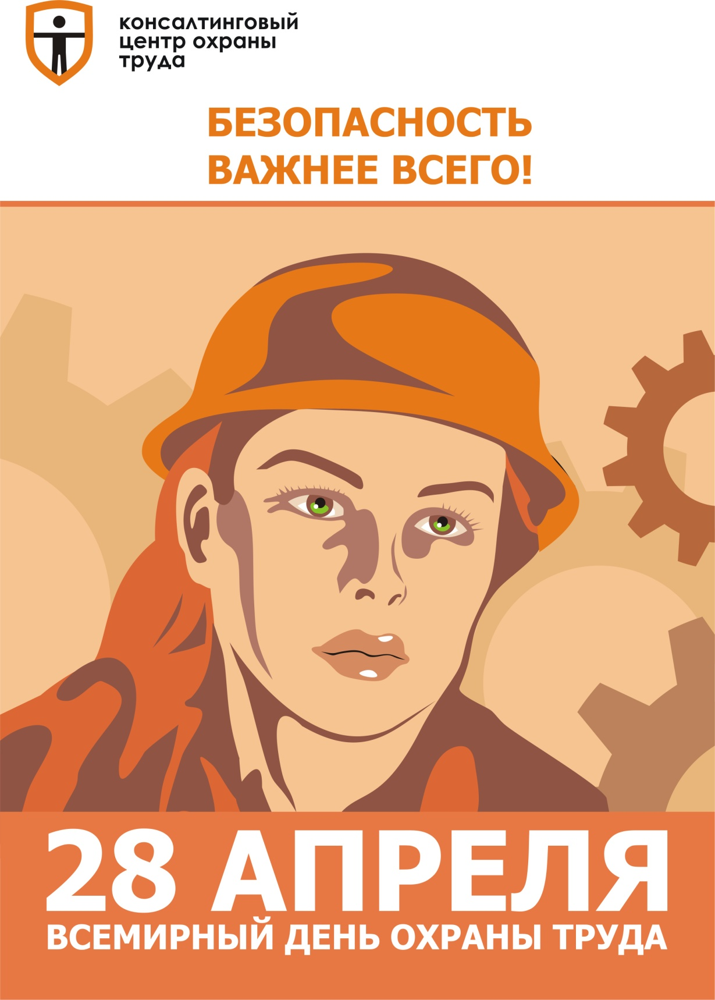 консалтинговый
центр охраны
труда
БЕЗОПАСНОСТЬ
ВАЖНЕЕ ВСЕГО!
28 АПРЕЛЯ
ВСЕМИРНЫЙ ДЕНЬ ОХРАНЫ ТРУДА